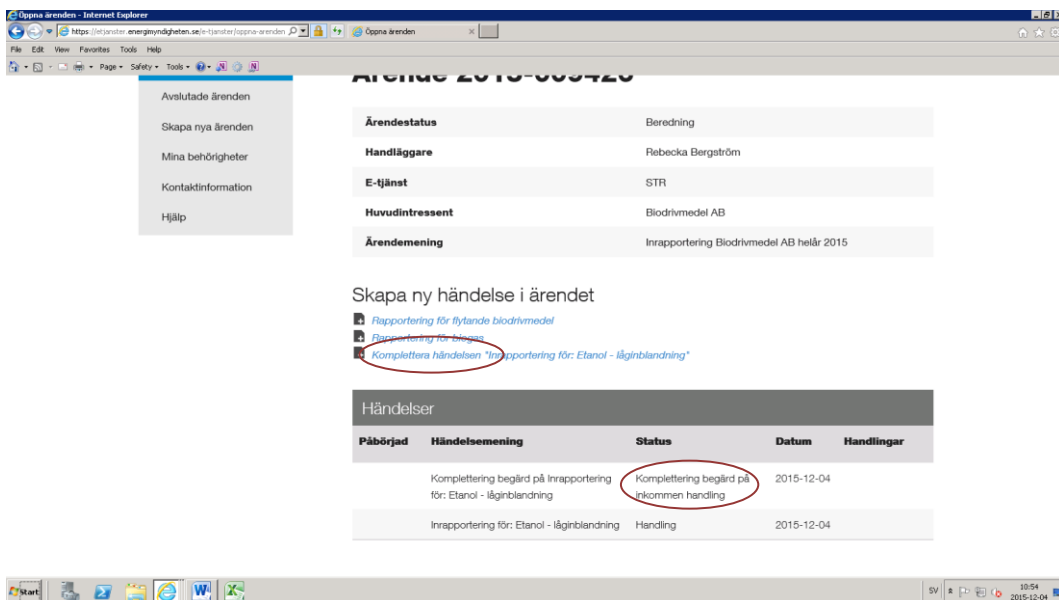 Öppna ärenden - Internet Explorer
https://etjanster.energimyndigheten.se/e-tjanster/oppna-arenden
Öppna ärenden
File Edit View Favorites Tools Help
Page Safety Tools
Ärende 2015-009420
Avslutade ärenden
Skapa nya ärenden
Mina behörigheter
Kontaktinformation
Hjälp
Ärendestatus Beredning
Handläggare Rebecka Bergström
E-tjänst STR
Huvudintressent Biodrivmedel AB
Ärendemening Inrapportering Biodrivmedel AB helår 2015
Skapa ny händelse i ärendet
Rapportering för flytande biodrivmedel
Rapportering för biogas
Komplettera händelsen "Inrapportering för: Etanol - låginblandning"
Händelser
Påbörjad Händelsemening Status Datum Handlingar
Komplettering begärd på Inrapportering Komplettering begärd på 2015-12-04
för: Etanol - låginblandning inkommen handling
Inrapportering för: Etanol - låginblandning Handling 2015-12-04
Start
SV
10:54
2015-12-04